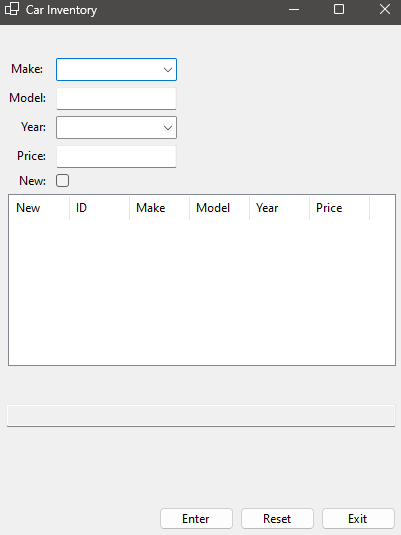 Car Inventory
Make:
Model:
Year:
Price:
New:
New ID Make Model Year Price
Enter Reset Exit